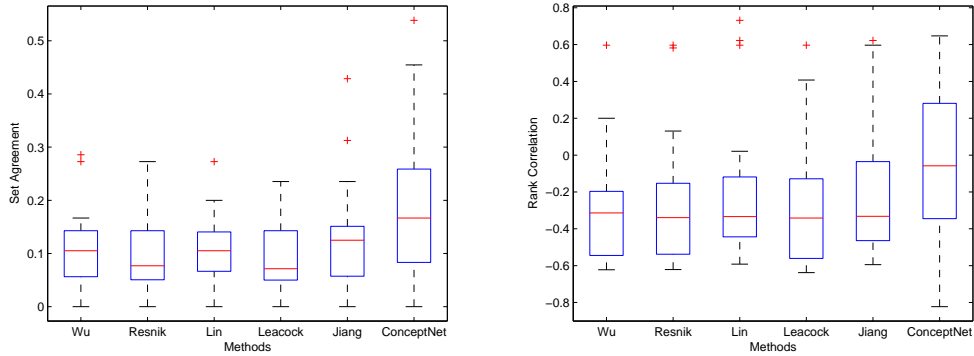 Set Agreement
0.5
0.4
0.3
0.2
0.1
0
Wu Resnik Lin Leacock Jiang ConceptNet
Methods
Rank Correlation
0.8
0.6
0.4
0.2
0
−0.2
−0.4
−0.6
−0.8
Wu Resnik Lin Leacock Jiang ConceptNet
Methods